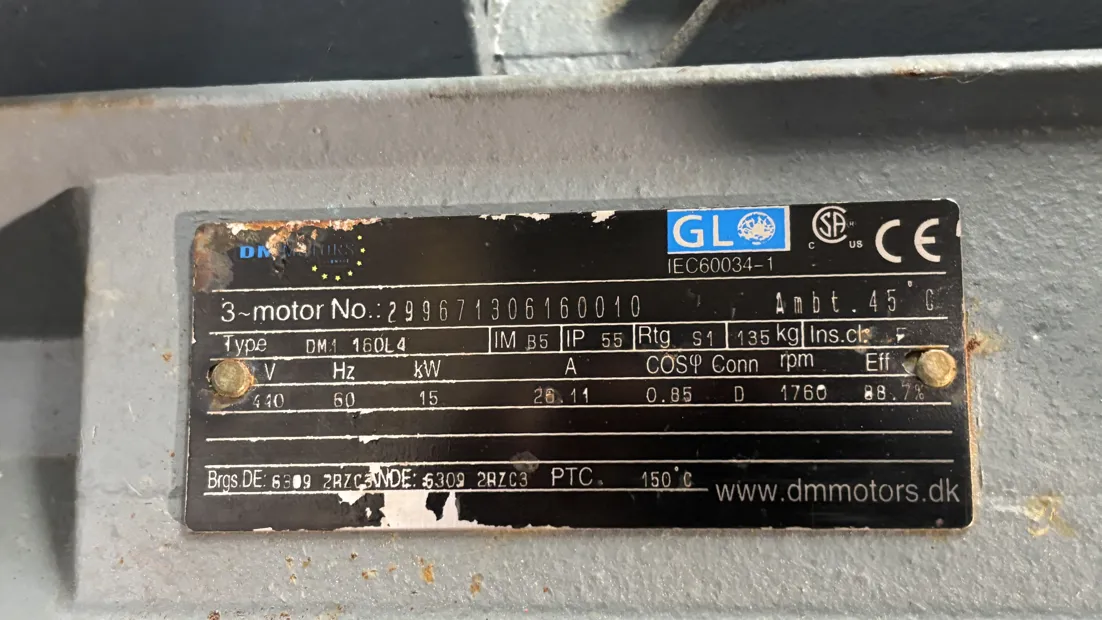 GL
CSA
C US
CE
IEC60034-1
3~motor No.: 299671306160010 Ambt. 45°C
Type DM1 160L4 IM B5 IP 55 Rtg S1 135 kg Ins.cl. F
V Hz kW A COSφ Conn rpm Eff
440 60 15 26.11 0.85 D 1760 88.7%
Brgs.DE: 6309 2RZC3 NDE: 6309 2RZC3 PTC 150°C
www.dmmotors.dk